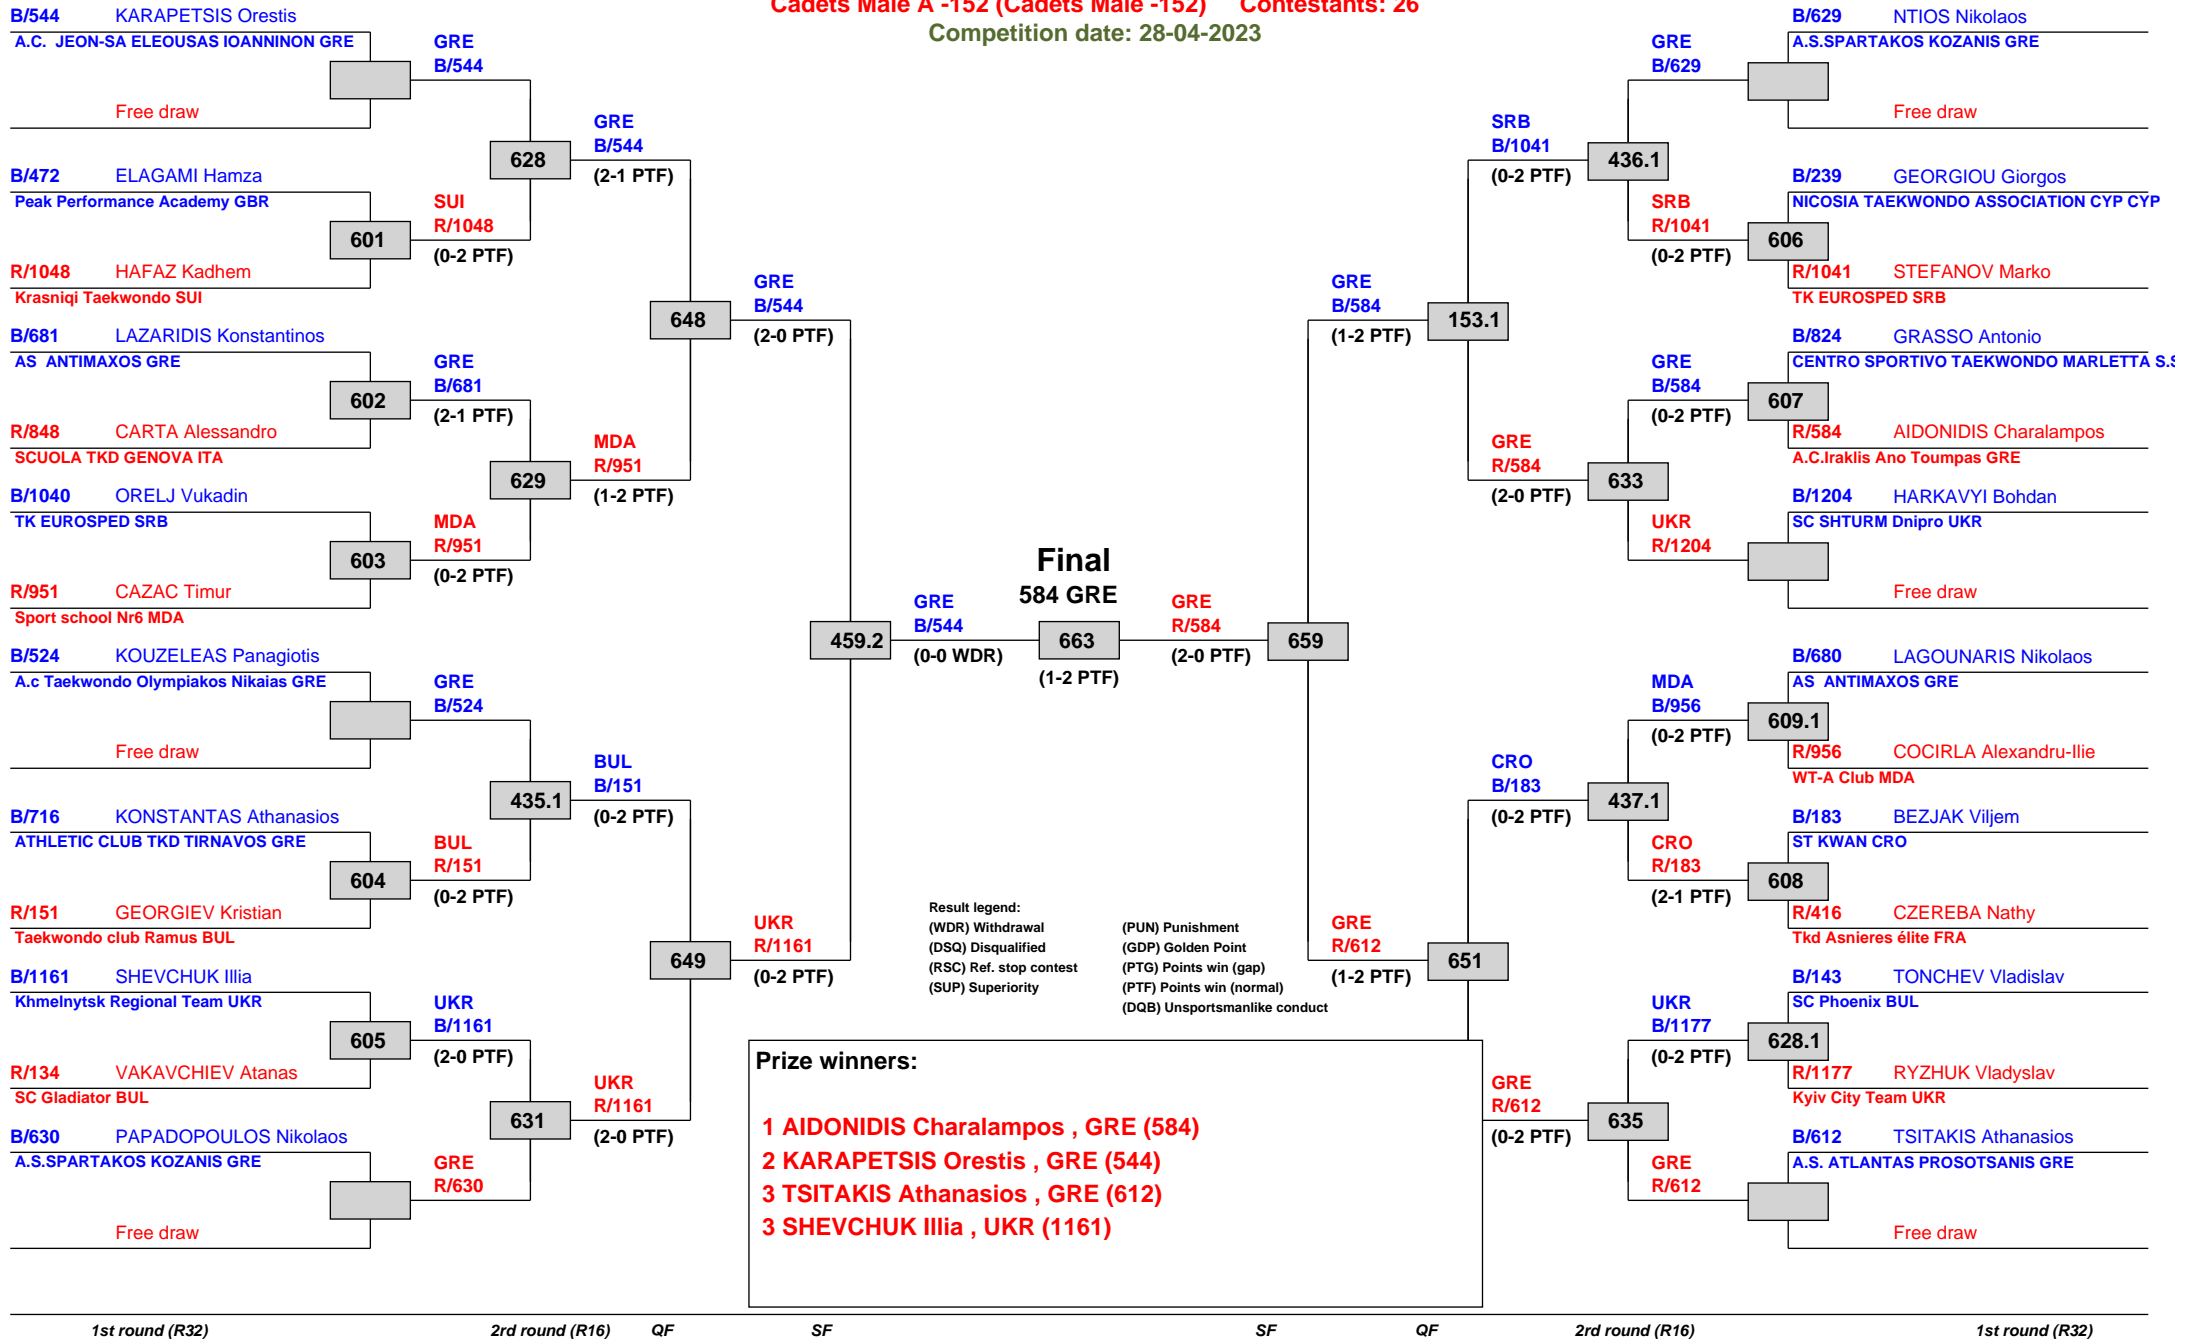 Cadets Male A -152 (Cadets Male -152) Contestants: 26
Competition date: 28-04-2023
B/544 KARAPETSIS Orestis
A.C. JEON-SA ELEOUSAS IOANNINON GRE
Free draw
B/472 ELAGAMI Hamza
Peak Performance Academy GBR
601
R/1048 HAFAZ Kadhem
Krasniqi Taekwondo SUI
B/681 LAZARIDIS Konstantinos
AS ANTIMAXOS GRE
602
R/848 CARTA Alessandro
SCUOLA TKD GENOVA ITA
B/1040 ORELJ Vukadin
TK EUROSPED SRB
603
R/951 CAZAC Timur
Sport school Nr6 MDA
B/524 KOUZELEAS Panagiotis
A.c Taekwondo Olympiakos Nikaias GRE
Free draw
B/716 KONSTANTAS Athanasios
ATHLETIC CLUB TKD TIRNAVOS GRE
604
R/151 GEORGIEV Kristian
Taekwondo club Ramus BUL
B/1161 SHEVCHUK Illia
Khmelnytsk Regional Team UKR
605
R/134 VAKAVCHIEV Atanas
SC Gladiator BUL
B/630 PAPADOPOULOS Nikolaos
A.S.SPARTAKOS KOZANIS GRE
Free draw
GRE
B/544
628
SUI
R/1048
(0-2 PTF)
GRE
B/681
(2-1 PTF)
629
MDA
R/951
(0-2 PTF)
GRE
B/524
435.1
BUL
R/151
(0-2 PTF)
UKR
B/1161
(2-0 PTF)
631
GRE
R/630
GRE
B/544
(2-1 PTF)
648
MDA
R/951
(1-2 PTF)
BUL
B/151
(0-2 PTF)
649
UKR
R/1161
(2-0 PTF)
GRE
B/544
(2-0 PTF)
459.2
UKR
R/1161
(0-2 PTF)
GRE
B/544
(0-0 WDR)
Final
584 GRE
663
(1-2 PTF)
GRE
R/584
(2-0 PTF)
659
GRE
B/584
(1-2 PTF)
153.1
GRE
R/612
(1-2 PTF)
651
SRB
B/1041
(0-2 PTF)
436.1
GRE
R/584
(2-0 PTF)
633
CRO
B/183
(0-2 PTF)
437.1
GRE
R/612
(0-2 PTF)
635
GRE
B/629
SRB
R/1041
(0-2 PTF)
606
GRE
B/584
(0-2 PTF)
607
UKR
R/1204
MDA
B/956
(0-2 PTF)
609.1
CRO
R/183
(2-1 PTF)
608
UKR
B/1177
(0-2 PTF)
628.1
GRE
R/612
B/629 NTIOS Nikolaos
A.S.SPARTAKOS KOZANIS GRE
Free draw
B/239 GEORGIOU Giorgos
NICOSIA TAEKWONDO ASSOCIATION CYP CYP
R/1041 STEFANOV Marko
TK EUROSPED SRB
B/824 GRASSO Antonio
CENTRO SPORTIVO TAEKWONDO MARLETTA S.S
R/584 AIDONIDIS Charalampos
A.C.Iraklis Ano Toumpas GRE
B/1204 HARKAVYI Bohdan
SC SHTURM Dnipro UKR
Free draw
B/680 LAGOUNARIS Nikolaos
AS ANTIMAXOS GRE
R/956 COCIRLA Alexandru-Ilie
WT-A Club MDA
B/183 BEZJAK Viljem
ST KWAN CRO
R/416 CZEREBA Nathy
Tkd Asnieres élite FRA
B/143 TONCHEV Vladislav
SC Phoenix BUL
R/1177 RYZHUK Vladyslav
Kyiv City Team UKR
B/612 TSITAKIS Athanasios
A.S. ATLANTAS PROSOTSANIS GRE
Free draw
Result legend:
(WDR) Withdrawal (PUN) Punishment
(DSQ) Disqualified (GDP) Golden Point
(RSC) Ref. stop contest (PTG) Points win (gap)
(SUP) Superiority (PTF) Points win (normal)
(DQB) Unsportsmanlike conduct
Prize winners:
1 AIDONIDIS Charalampos , GRE (584)
2 KARAPETSIS Orestis , GRE (544)
3 TSITAKIS Athanasios , GRE (612)
3 SHEVCHUK Illia , UKR (1161)
1st round (R32) 2rd round (R16) QF SF SF QF 2rd round (R16) 1st round (R32)